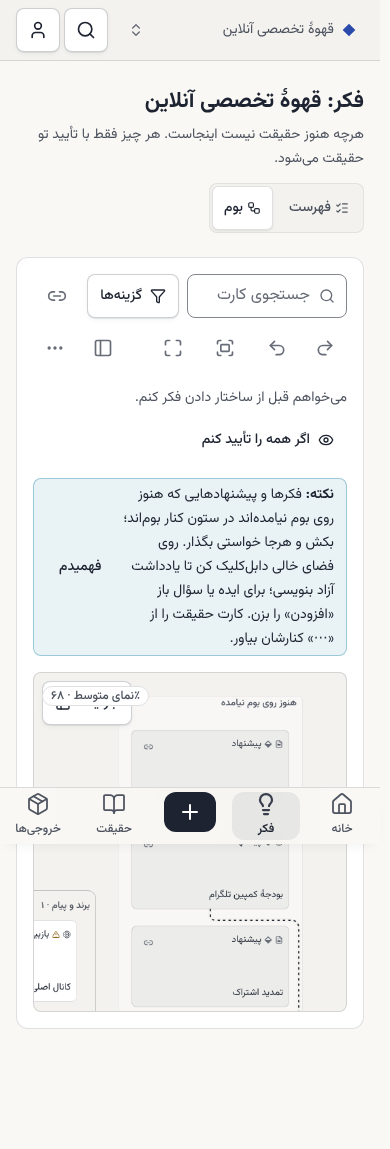 قهوهٔ تخصصی آنلاین
فکر: قهوهٔ تخصصی آنلاین
هرچه هنوز حقیقت نیست اینجاست. هر چیز فقط با تأیید تو
حقیقت می‌شود.
فهرست
بوم
جستجوی کارت
گزینه‌ها
می‌خواهم قبل از ساختار دادن فکر کنم.
اگر همه را تأیید کنم
نکته: فکرها و پیشنهادهایی که هنوز
روی بوم نیامده‌اند در ستون کنار بوم‌اند؛
بکش و هرجا خواستی بگذار. روی
فضای خالی دابل‌کلیک کن تا یادداشت
آزاد بنویسی؛ برای ایده یا سؤال باز
«افزودن» را بزن. کارت حقیقت را از
«⋯» کنارشان بیاور.
فهمیدم
نمای متوسط · ۶۸٪
هنوز روی بوم نیامده
پیشنهاد
خانه
فکر
حقیقت
خروجی‌ها
بودجهٔ کمپین تلگرام
برند و پیام · ۱
پیشنهاد
تمدید اشتراک
کانال اصلی